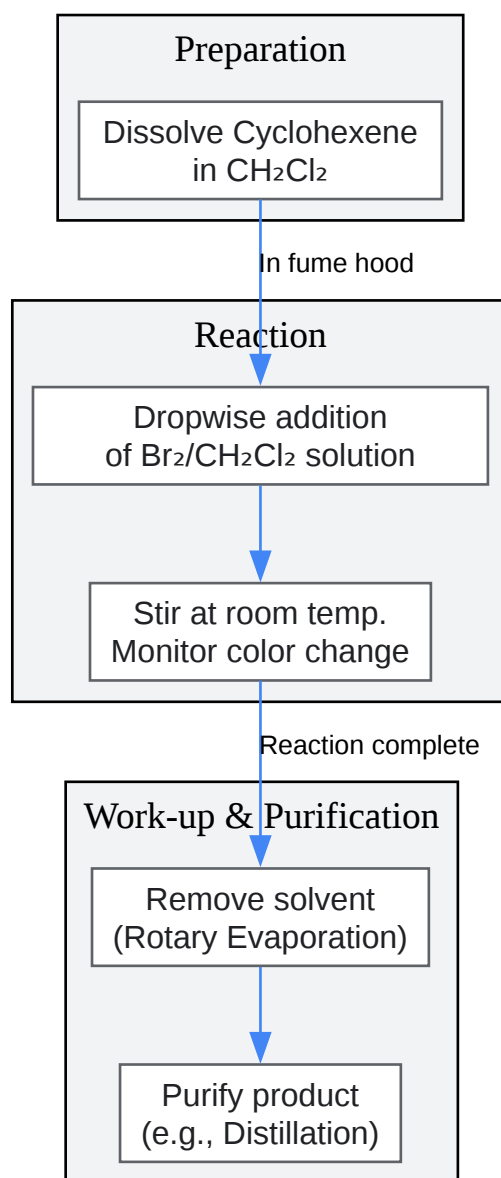 Preparation
Dissolve Cyclohexene
in CH₂Cl₂
In fume hood
Reaction
Dropwise addition
of Br₂/CH₂Cl₂ solution
Stir at room temp.
Monitor color change
Reaction complete
Work-up & Purification
Remove solvent
(Rotary Evaporation)
Purify product
(e.g., Distillation)